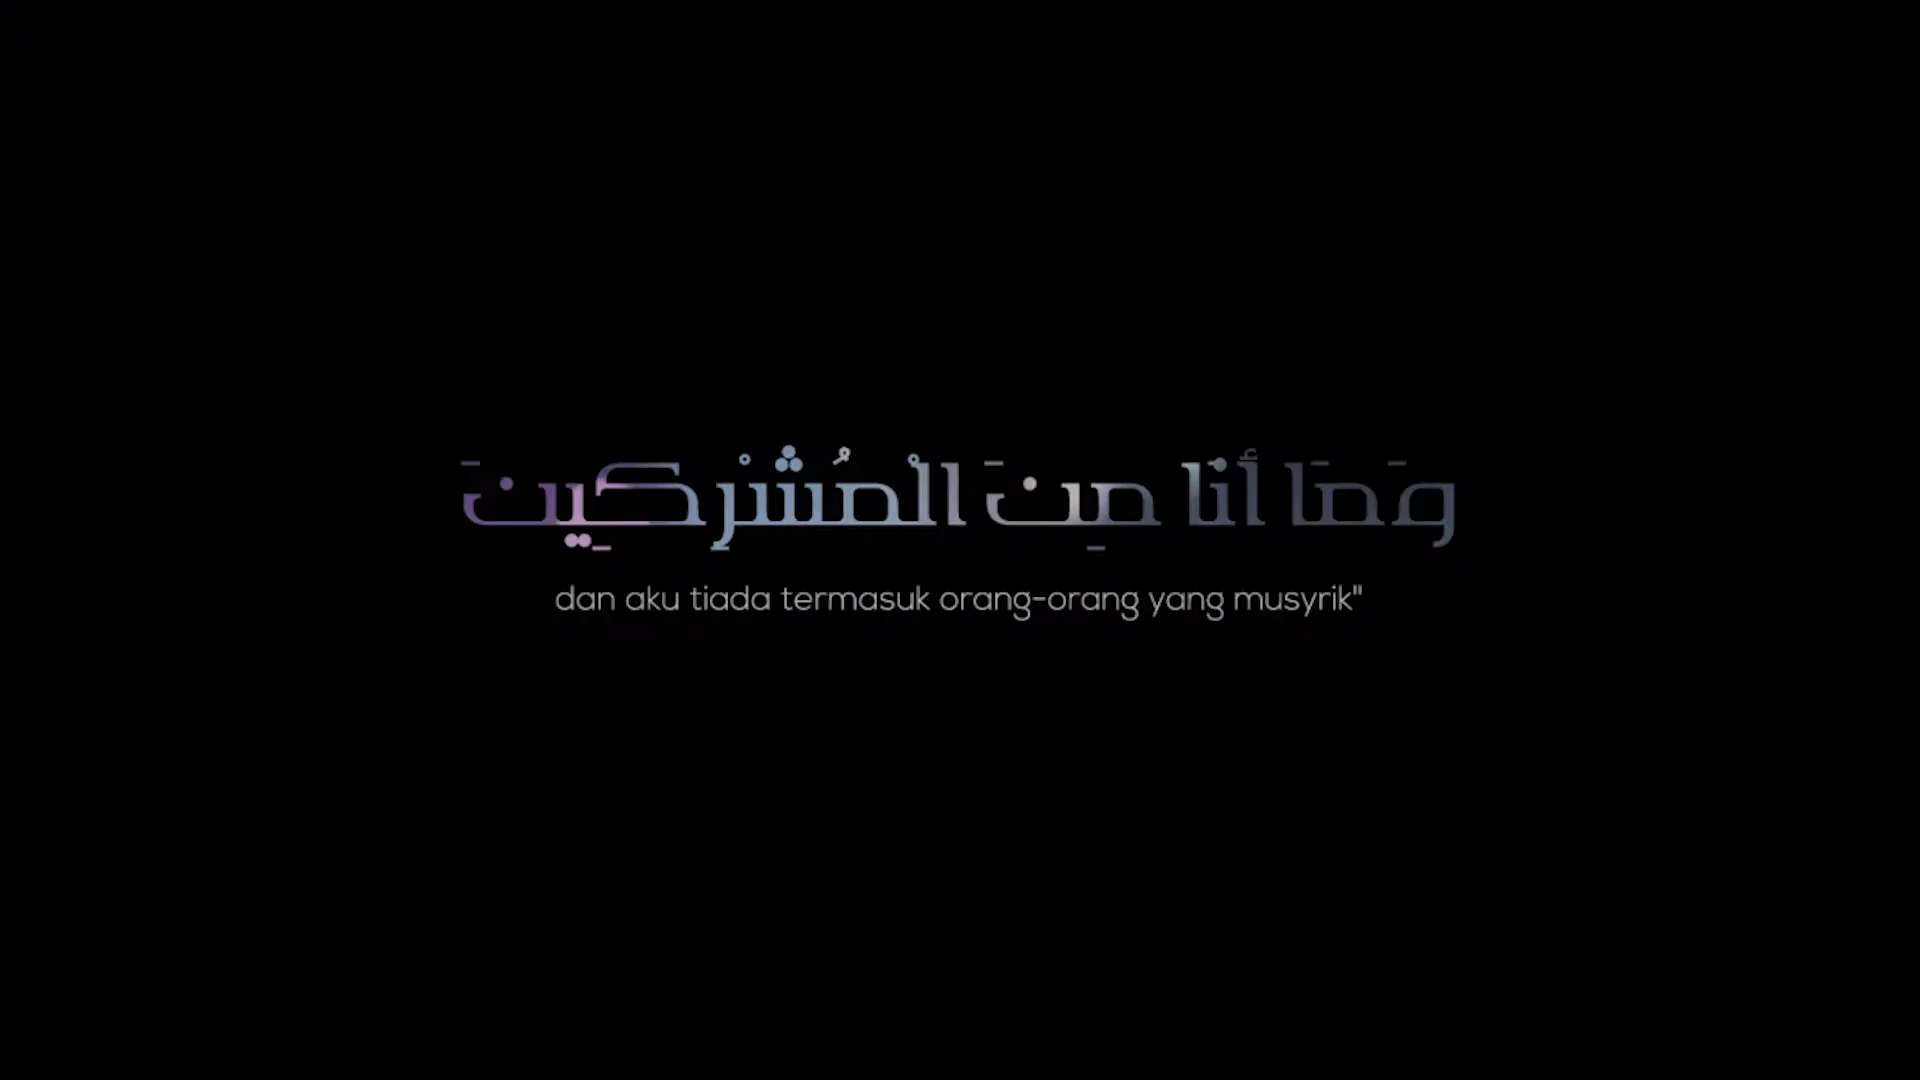 وَمَا أَنَا مِنَ الْمُشْرِكِينَ
dan aku tiada termasuk orang-orang yang musyrik"